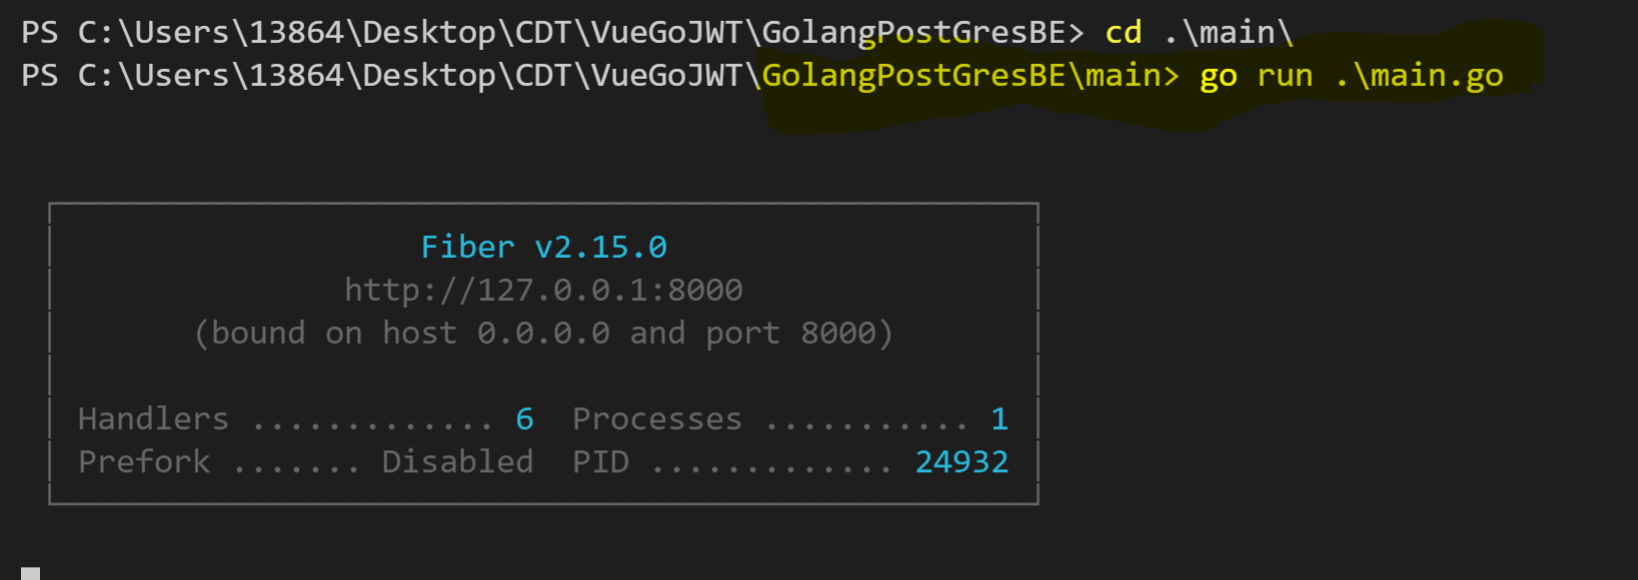 PS C:\Users\13864\Desktop\CDT\VueGoJWT\GolangPostGresBE> cd .\main\
PS C:\Users\13864\Desktop\CDT\VueGoJWT\GolangPostGresBE\main> go run .\main.go
Fiber v2.15.0
http://127.0.0.1:8000
(bound on host 0.0.0.0 and port 8000)
Handlers ............. 6  Processes ........... 1
Prefork ....... Disabled  PID ............. 24932